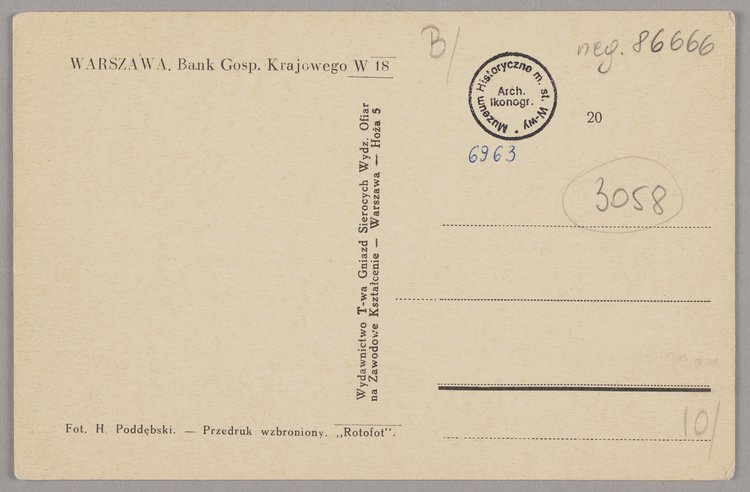 WARSZAWA, Bank Gosp. Krajowego W 18
B/
neg. 86666
Muzeum Historyczne m. st. W-wy *
Arch.
Ikonogr.
6963
20
3058
Wydawnictwo T-wa Gniazd Sierocych Wydz. Ofiar
na Zawodowe Kształcenie — Warszawa — Hoża 5
10/
Fot. H. Poddębski. — Przedruk wzbroniony. „Rotofot".